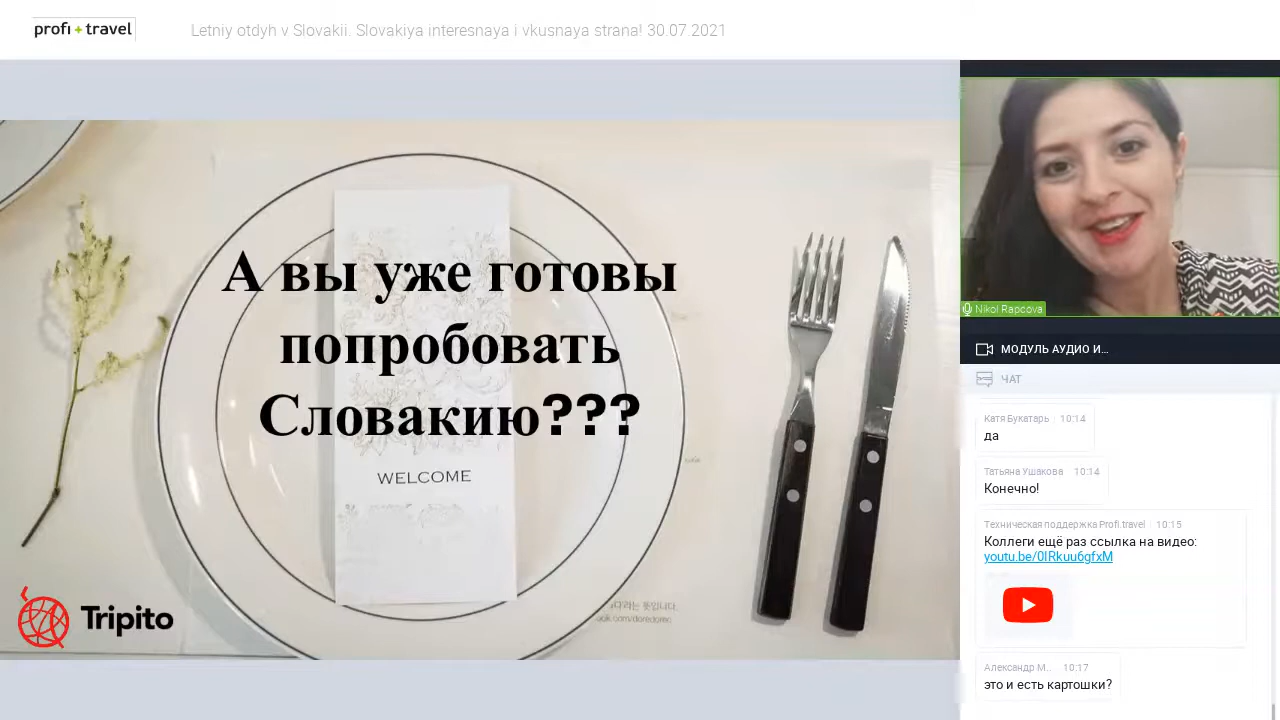 profi travel
Letniy otdyh v Slovakii. Slovakiya interesnaya i vkusnaya strana! 30.07.2021
А вы уже готовы
попробовать
Словакию???
WELCOME
Tripito
Nikol Rapcova
МОДУЛЬ АУДИО И...
ЧАТ
Катя Букатарь 10:14
да
Татьяна Ушакова 10:14
Конечно!
Техническая поддержка Profi.travel 10:15
Коллеги ещё раз ссылка на видео:
youtu.be/0lRkuu6gfxM
Александр М.. 10:17
это и есть картошки?